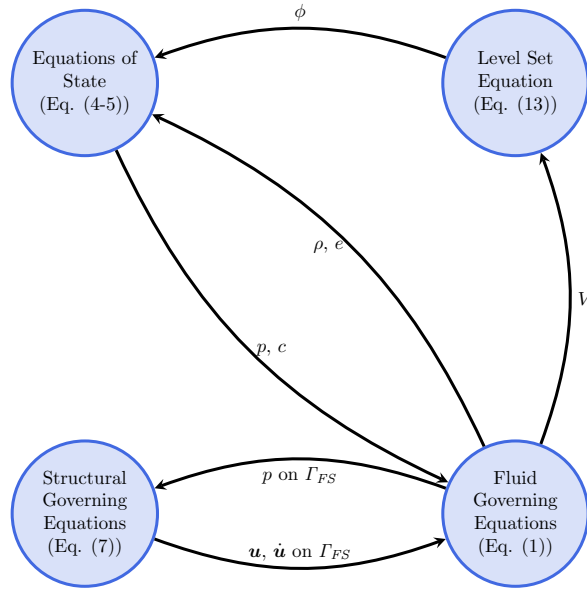 ϕ
Equations of
State
(Eq. (4-5))
Level Set
Equation
(Eq. (13))
ρ, e
V
p, c
Structural
Governing
Equations
(Eq. (7))
p on Γ_FS
Fluid
Governing
Equations
(Eq. (1))
u, u̇ on Γ_FS